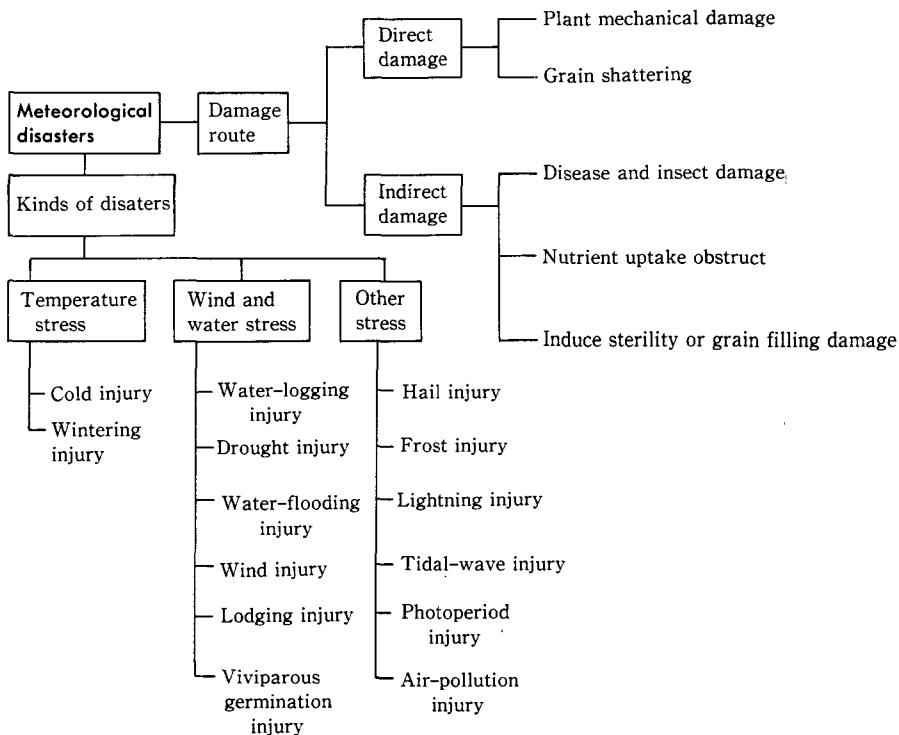 Meteorological
disasters
Damage
route
Direct
damage
Plant mechanical damage
Grain shattering
Indirect
damage
Disease and insect damage
Nutrient uptake obstruct
Induce sterility or grain filling damage
Kinds of disaters
Temperature
stress
Cold injury
Wintering
injury
Wind and
water stress
Water-logging
injury
Drought injury
Water-flooding
injury
Wind injury
Lodging injury
Viviparous
germination
injury
Other
stress
Hail injury
Frost injury
Lightning injury
Tidal-wave injury
Photoperiod
injury
Air-pollution
injury